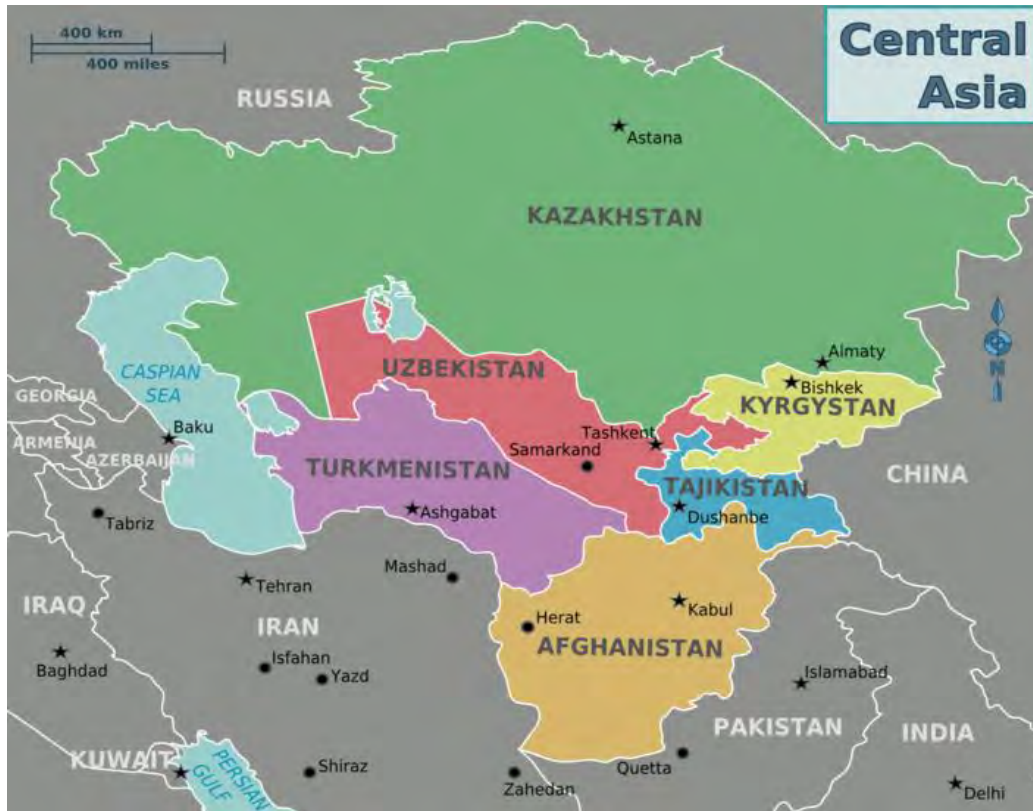 400 km
400 miles
Central
Asia
RUSSIA
Astana
KAZAKHSTAN
CASPIAN
SEA
UZBEKISTAN
Almaty
Bishkek
N
GEORGIA
KYRGYSTAN
Baku
ARMENIA
Tashkent
AZERBAIJAN
Samarkand
TURKMENISTAN
CHINA
TAJIKISTAN
Tabriz
Ashgabat
Dushanbe
Mashad
Tehran
IRAQ
Kabul
Herat
IRAN
AFGHANISTAN
Baghdad
Isfahan
Yazd
Islamabad
PAKISTAN
INDIA
KUWAIT
PERSIAN
GULF
Shiraz
Quetta
Zahedan
Delhi